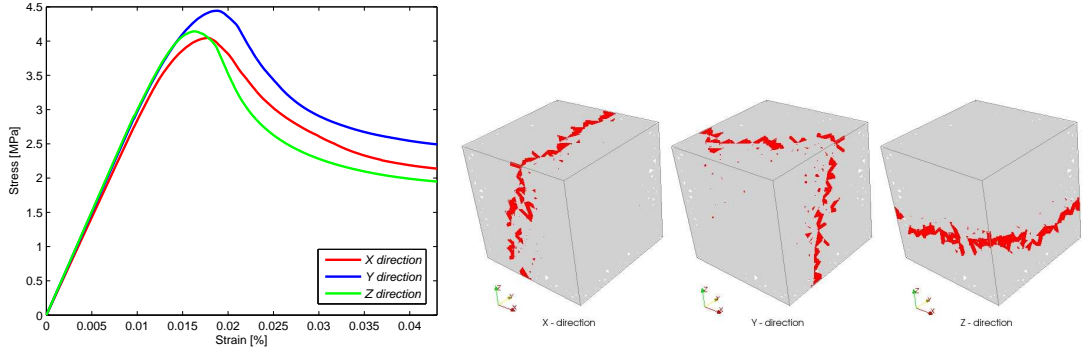 4.5
4
3.5
3
2.5
2
1.5
1
0.5
0
Stress [MPa]
0
0.005
0.01
0.015
0.02
0.025
0.03
0.035
0.04
Strain [%]
X direction
Y direction
Z direction
X - direction
Y - direction
Z - direction